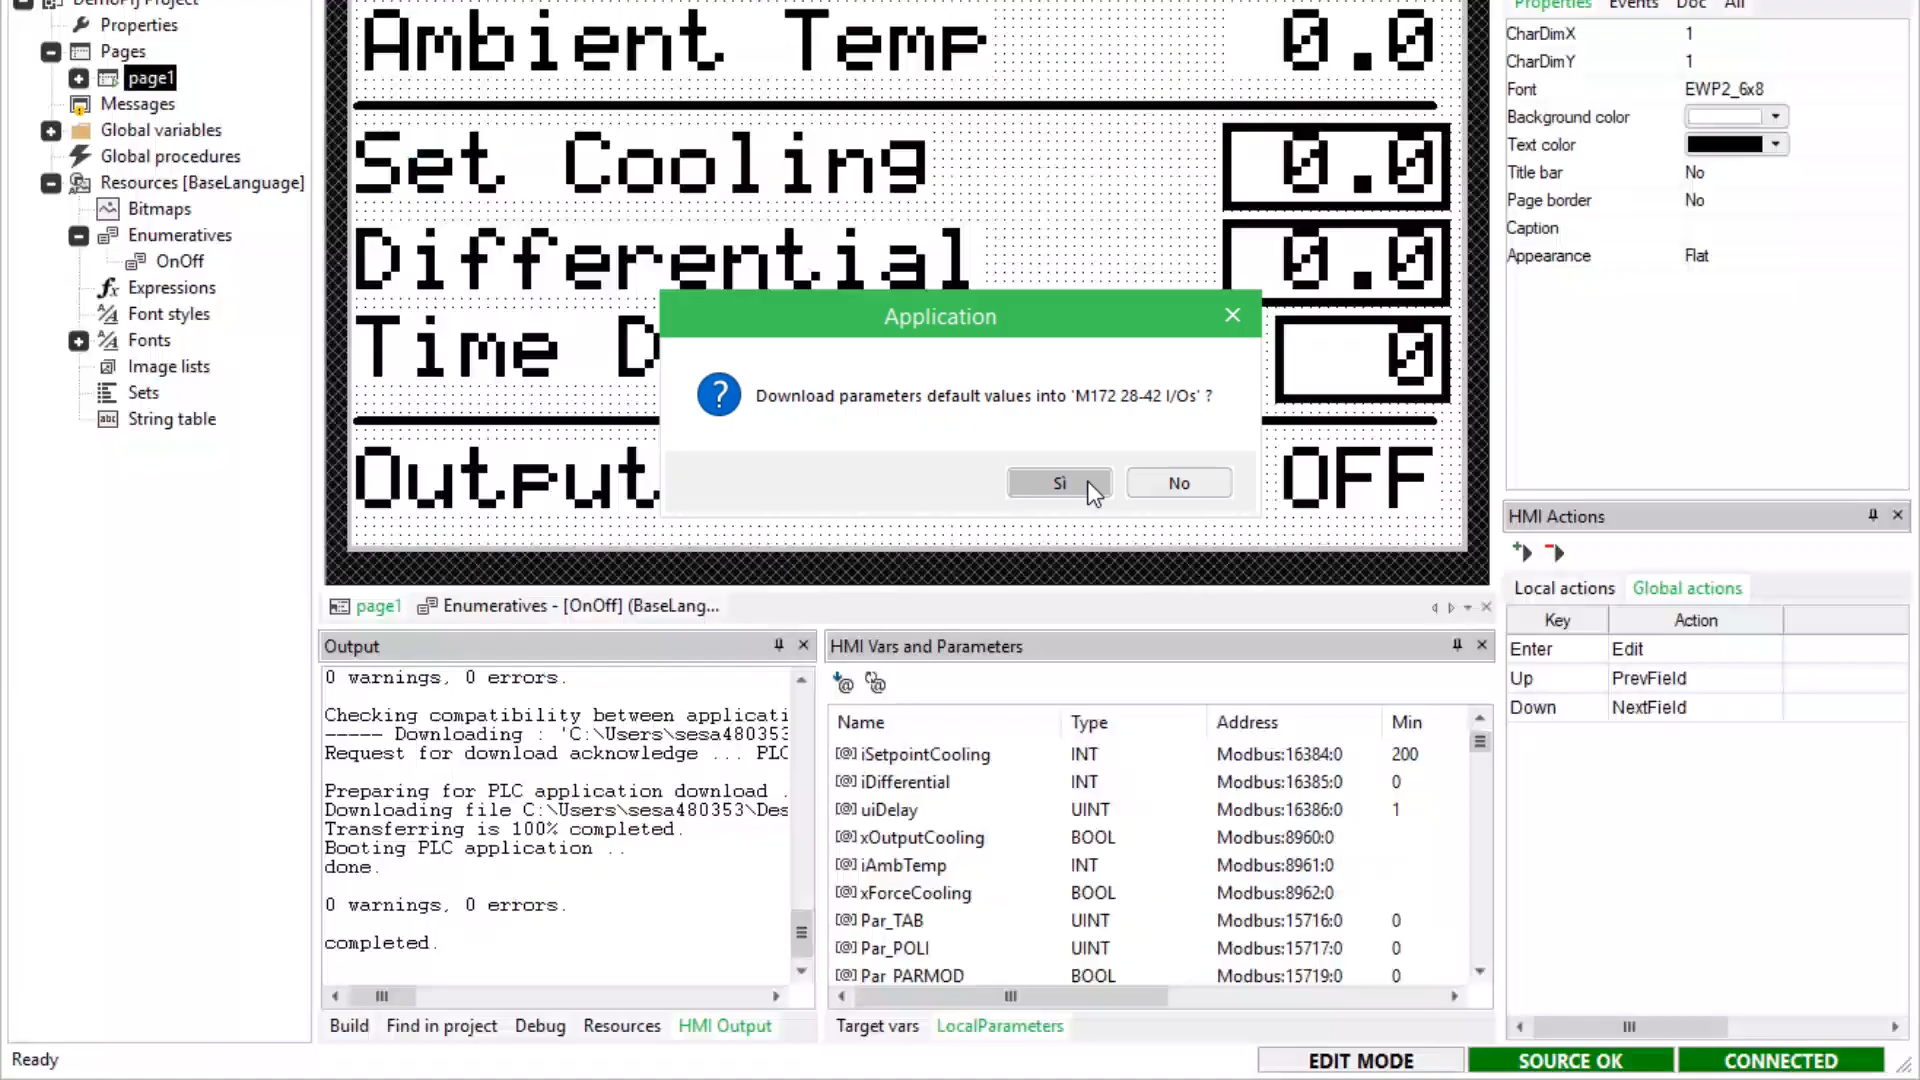 DemoPrj Project
Properties
Pages
page1
Messages
Global variables
Global procedures
Resources [BaseLanguage]
Bitmaps
Enumeratives
OnOff
Expressions
Font styles
Fonts
Image lists
Sets
String table
Ambient Temp 0.0
Set Cooling 0.0
Differential 0.0
Time D 0
Output OFF
Application
Download parameters default values into 'M172 28-42 I/Os' ?
Sì No
page1 Enumeratives - [OnOff] (BaseLang...
Output
0 warnings, 0 errors.
Checking compatibility between applicati
----- Downloading : 'C:\Users\sesa480353
Request for download acknowledge ... PLC
Preparing for PLC application download .
Downloading file C:\Users\sesa480353\Des
Transferring is 100% completed.
Booting PLC application ..
done.
0 warnings, 0 errors.
completed.
Build Find in project Debug Resources HMI Output
HMI Vars and Parameters
Name Type Address Min
iSetpointCooling INT Modbus:16384:0 200
iDifferential INT Modbus:16385:0 0
uiDelay UINT Modbus:16386:0 1
xOutputCooling BOOL Modbus:8960:0
iAmbTemp INT Modbus:8961:0
xForceCooling BOOL Modbus:8962:0
Par_TAB UINT Modbus:15716:0 0
Par_POLI UINT Modbus:15717:0 0
Par_PARMOD BOOL Modbus:15719:0 0
Target vars LocalParameters
Properties Events Doc All
CharDimX 1
CharDimY 1
Font EWP2_6x8
Background color
Text color
Title bar No
Page border No
Caption
Appearance Flat
HMI Actions
Local actions Global actions
Key Action
Enter Edit
Up PrevField
Down NextField
Ready
EDIT MODE SOURCE OK CONNECTED